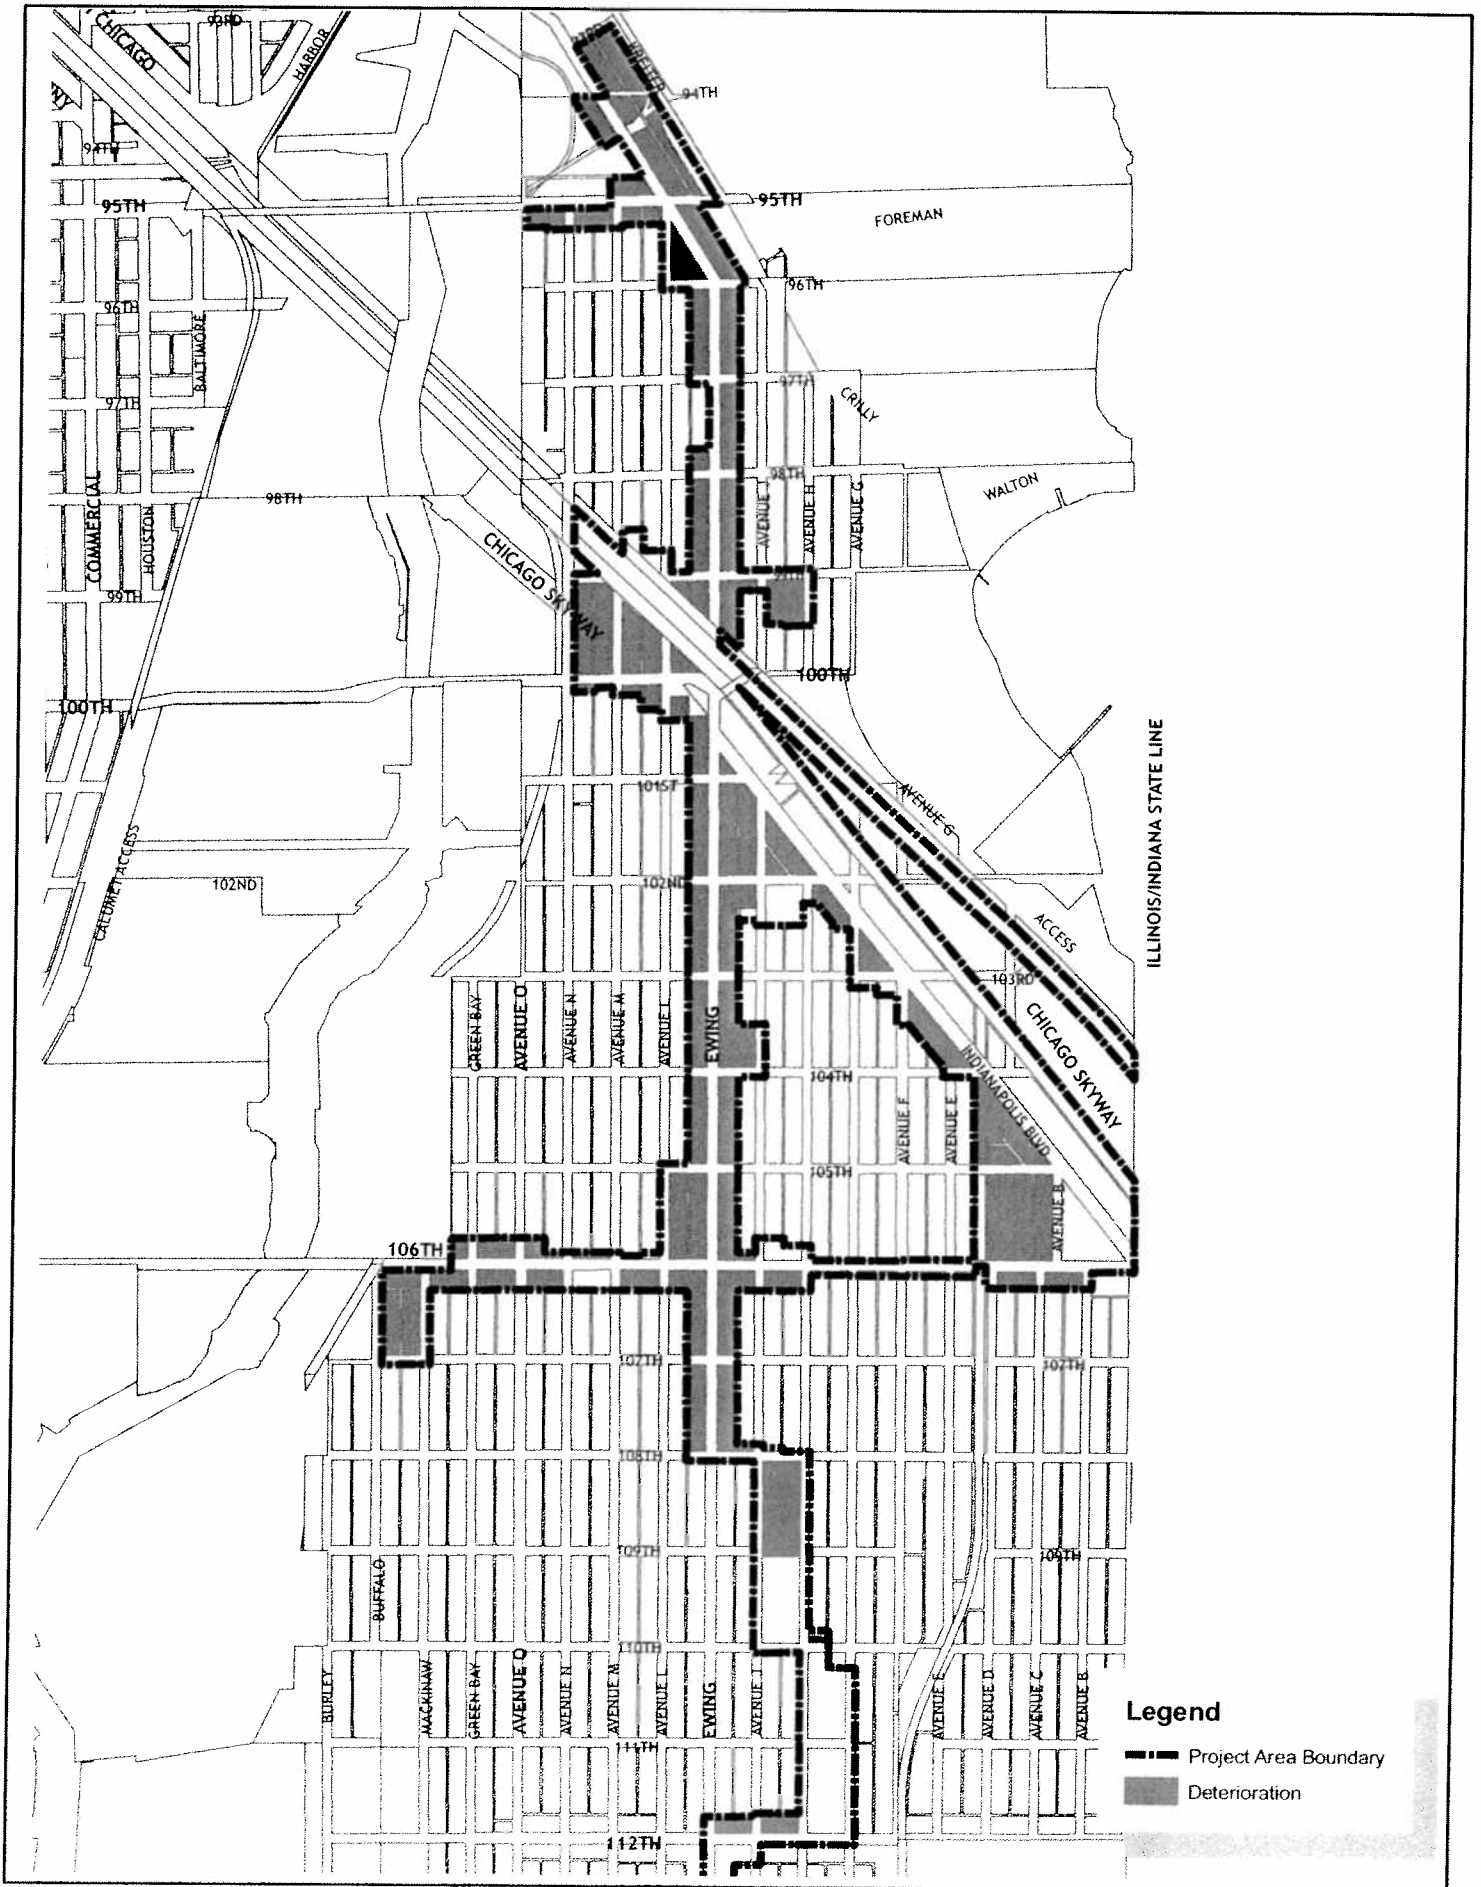 93RD
CHICAGO
HARBOR
94TH
94TH
95TH
95TH
FOREMAN
96TH
96TH
BALTIMORE
97TH
97TH
CRILLY
COMMERCIAL
98TH
98TH
WALTON
HOUSTON
AVENUE H
AVENUE G
CHICAGO SKYWAY
99TH
99TH
100TH
100TH
ILLINOIS/INDIANA STATE LINE
101ST
AVENUE G
CALUMET ACCESS
102ND
102ND
ACCESS
103RD
GREEN BAY
AVENUE O
AVENUE N
AVENUE M
AVENUE L
EWING
CHICAGO SKYWAY
INDIANAPOLIS BLVD
104TH
AVENUE F
AVENUE E
105TH
AVENUE B
106TH
107TH
107TH
108TH
109TH
109TH
BUFFALO
110TH
BURLEY
MACKINAW
GREEN BAY
AVENUE O
AVENUE N
AVENUE M
AVENUE L
EWING
AVENUE J
AVENUE E
AVENUE D
AVENUE C
AVENUE B
111TH
112TH
Legend
Project Area Boundary
Deterioration